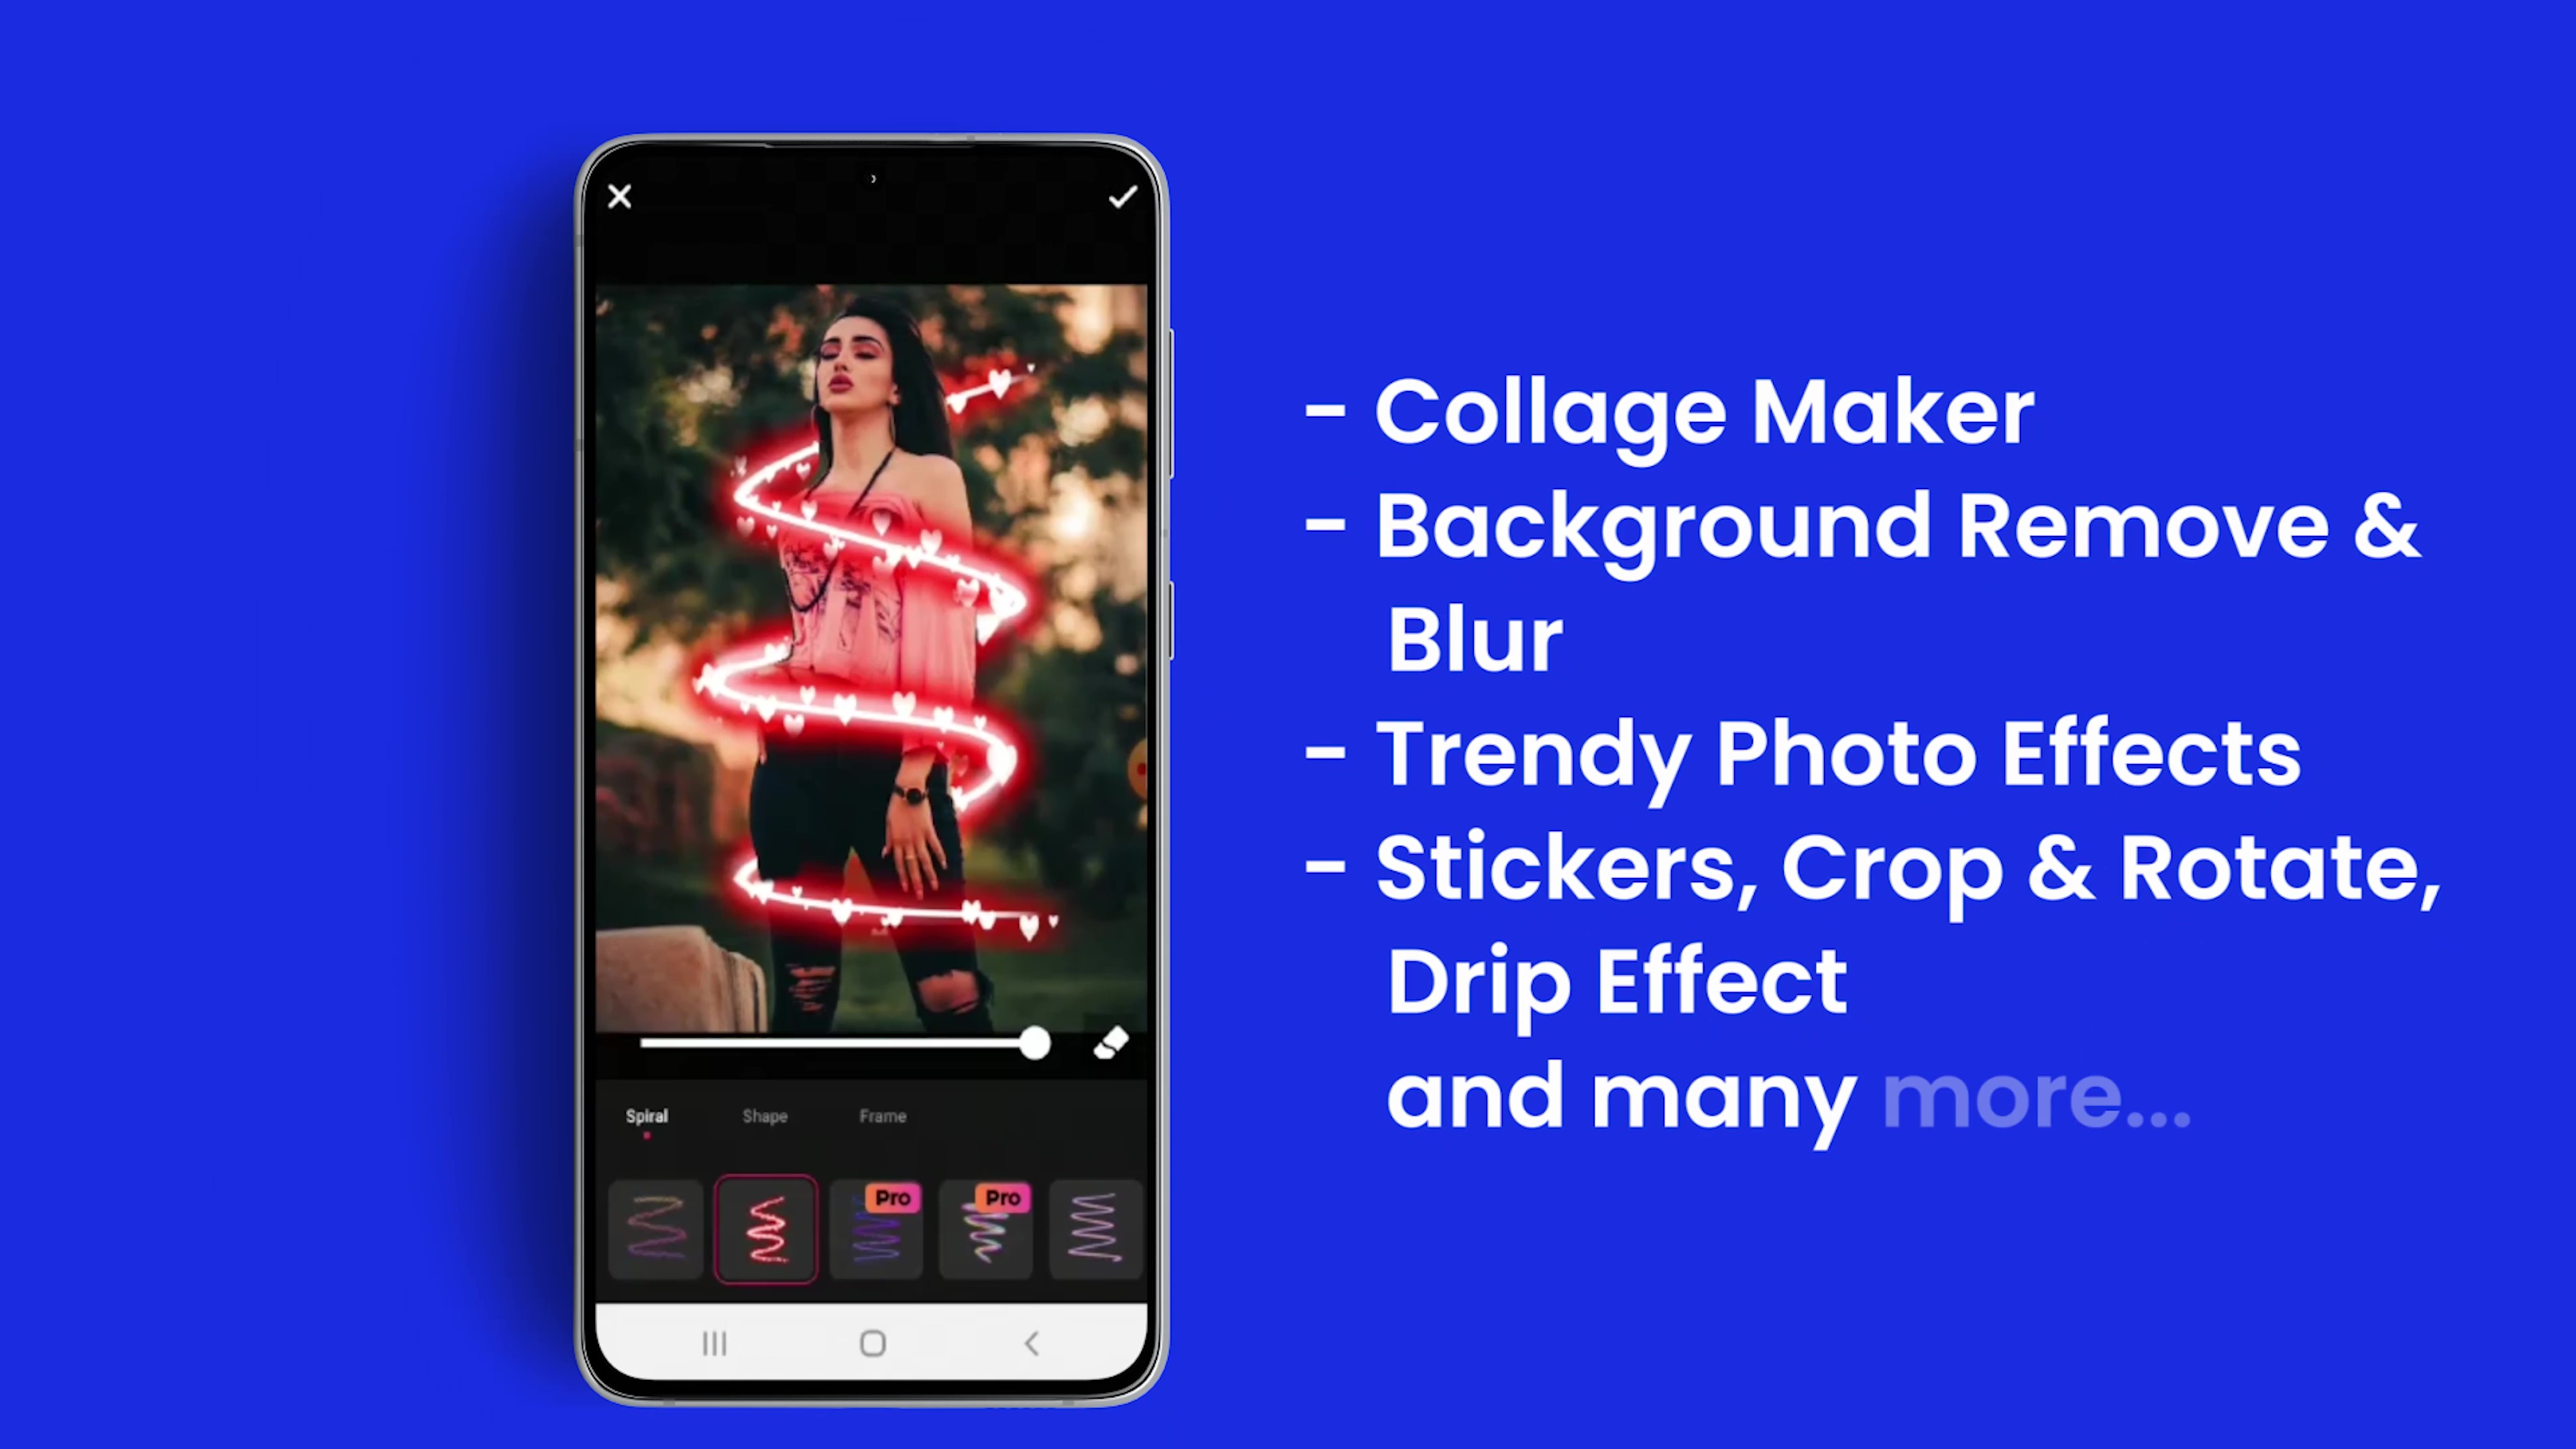 - Collage Maker
- Background Remove &
Blur
- Trendy Photo Effects
- Stickers, Crop & Rotate,
Drip Effect
and many more...
Spiral Shape Frame
Pro Pro